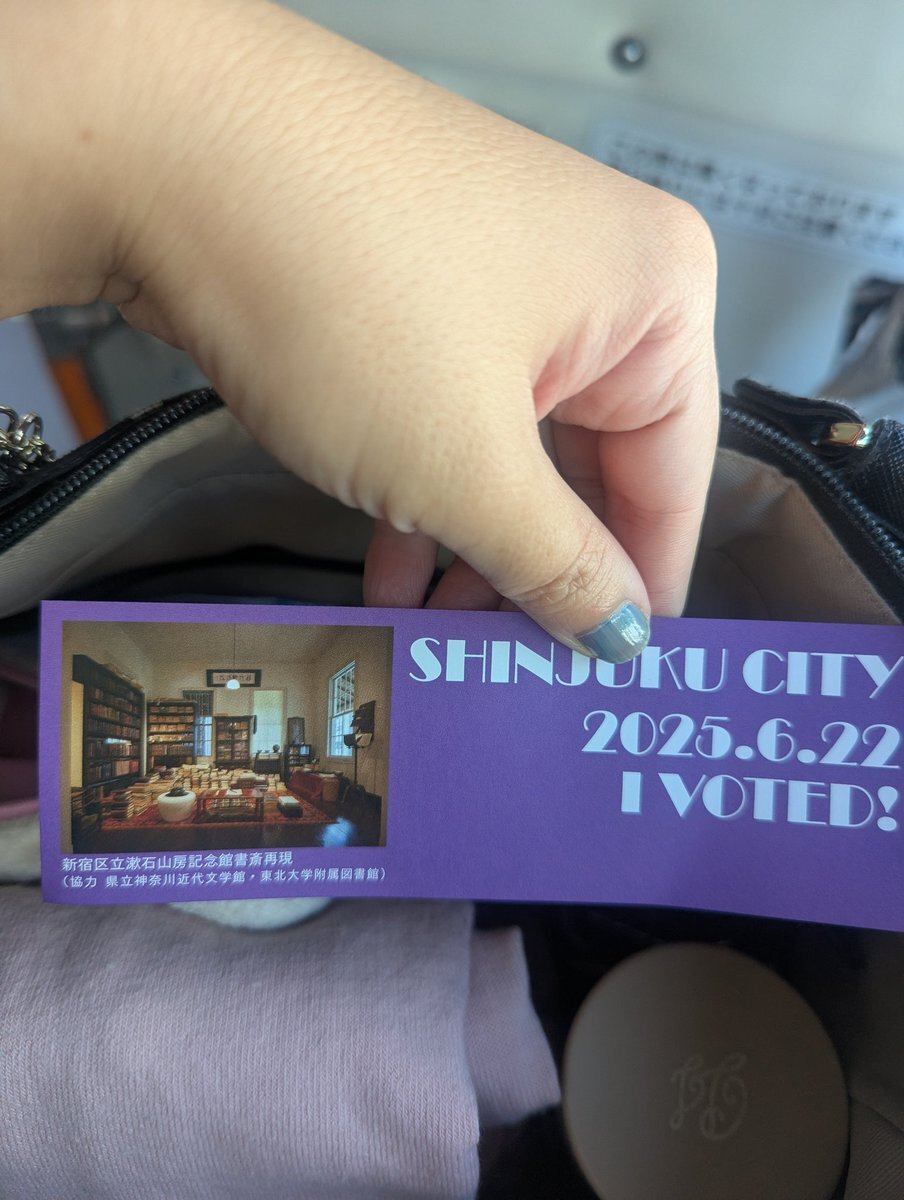 SHINJUKU CITY
2025.6.22
I VOTED!
新宿区立漱石山房記念館書斎再現
(協力 県立神奈川近代文学館・東北大学附属図書館)